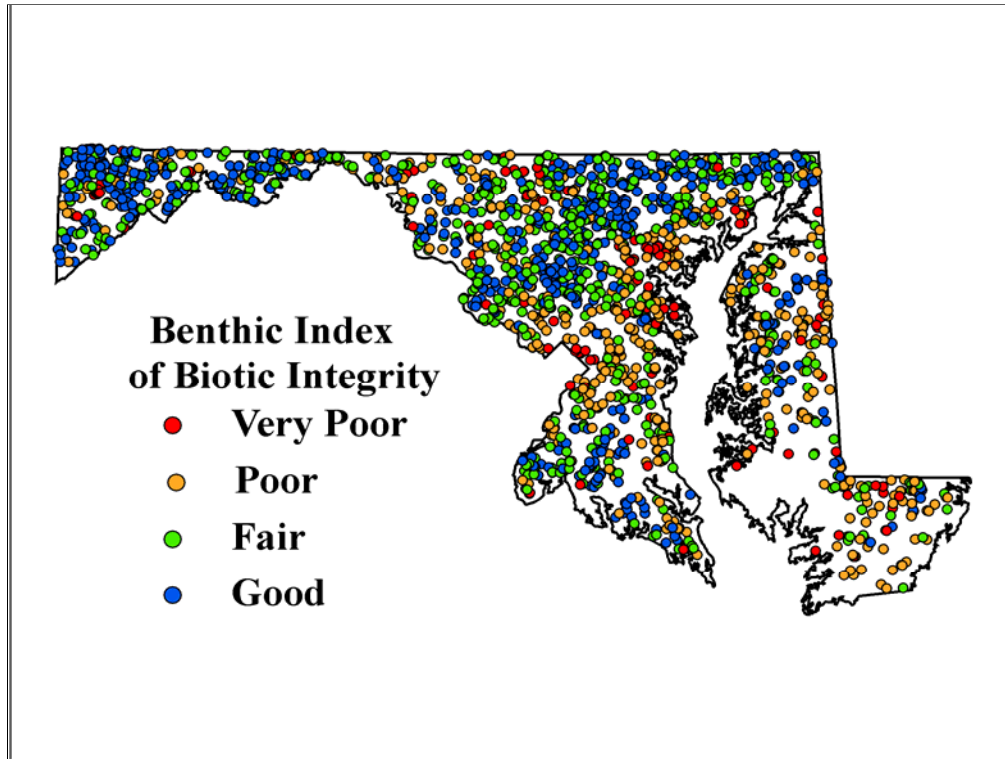 Benthic Index
of Biotic Integrity
Very Poor
Poor
Fair
Good